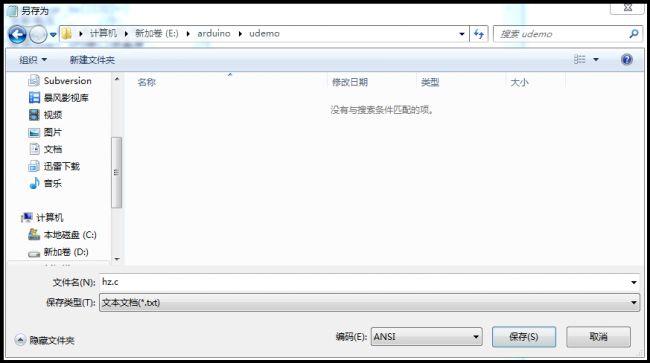 另存为
计算机 新加卷 (E:) arduino udemo
搜索 udemo
组织 新建文件夹
名称 修改日期 类型 大小
没有与搜索条件匹配的项。
Subversion
暴风影视库
视频
图片
文档
迅雷下载
音乐
计算机
本地磁盘 (C:)
新加卷 (D:)
文件名(N): hz.c
保存类型(T): 文本文档(*.txt)
隐藏文件夹
编码(E): ANSI
保存(S) 取消